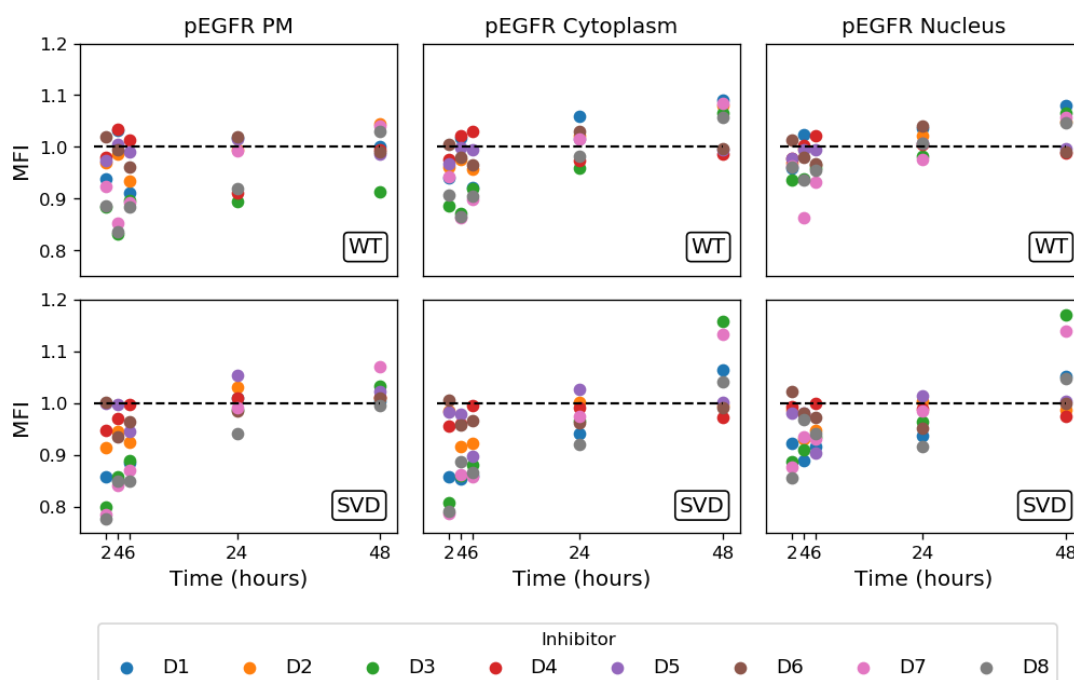 pEGFR PM pEGFR Cytoplasm pEGFR Nucleus
1.2
1.1
1.0
0.9
0.8
MFI
WT WT WT
1.2
1.1
1.0
0.9
0.8
MFI
SVD SVD SVD
2 4 6 24 48 2 4 6 24 48 2 4 6 24 48
Time (hours) Time (hours) Time (hours)
Inhibitor
D1 D2 D3 D4 D5 D6 D7 D8